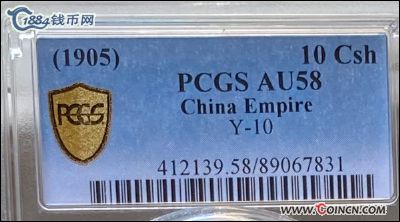 1884钱币网
(1905) 10 Csh
PCGS AU58
China Empire
Y-10
PCGS
412139.58/89067831
www.COINCN.COM